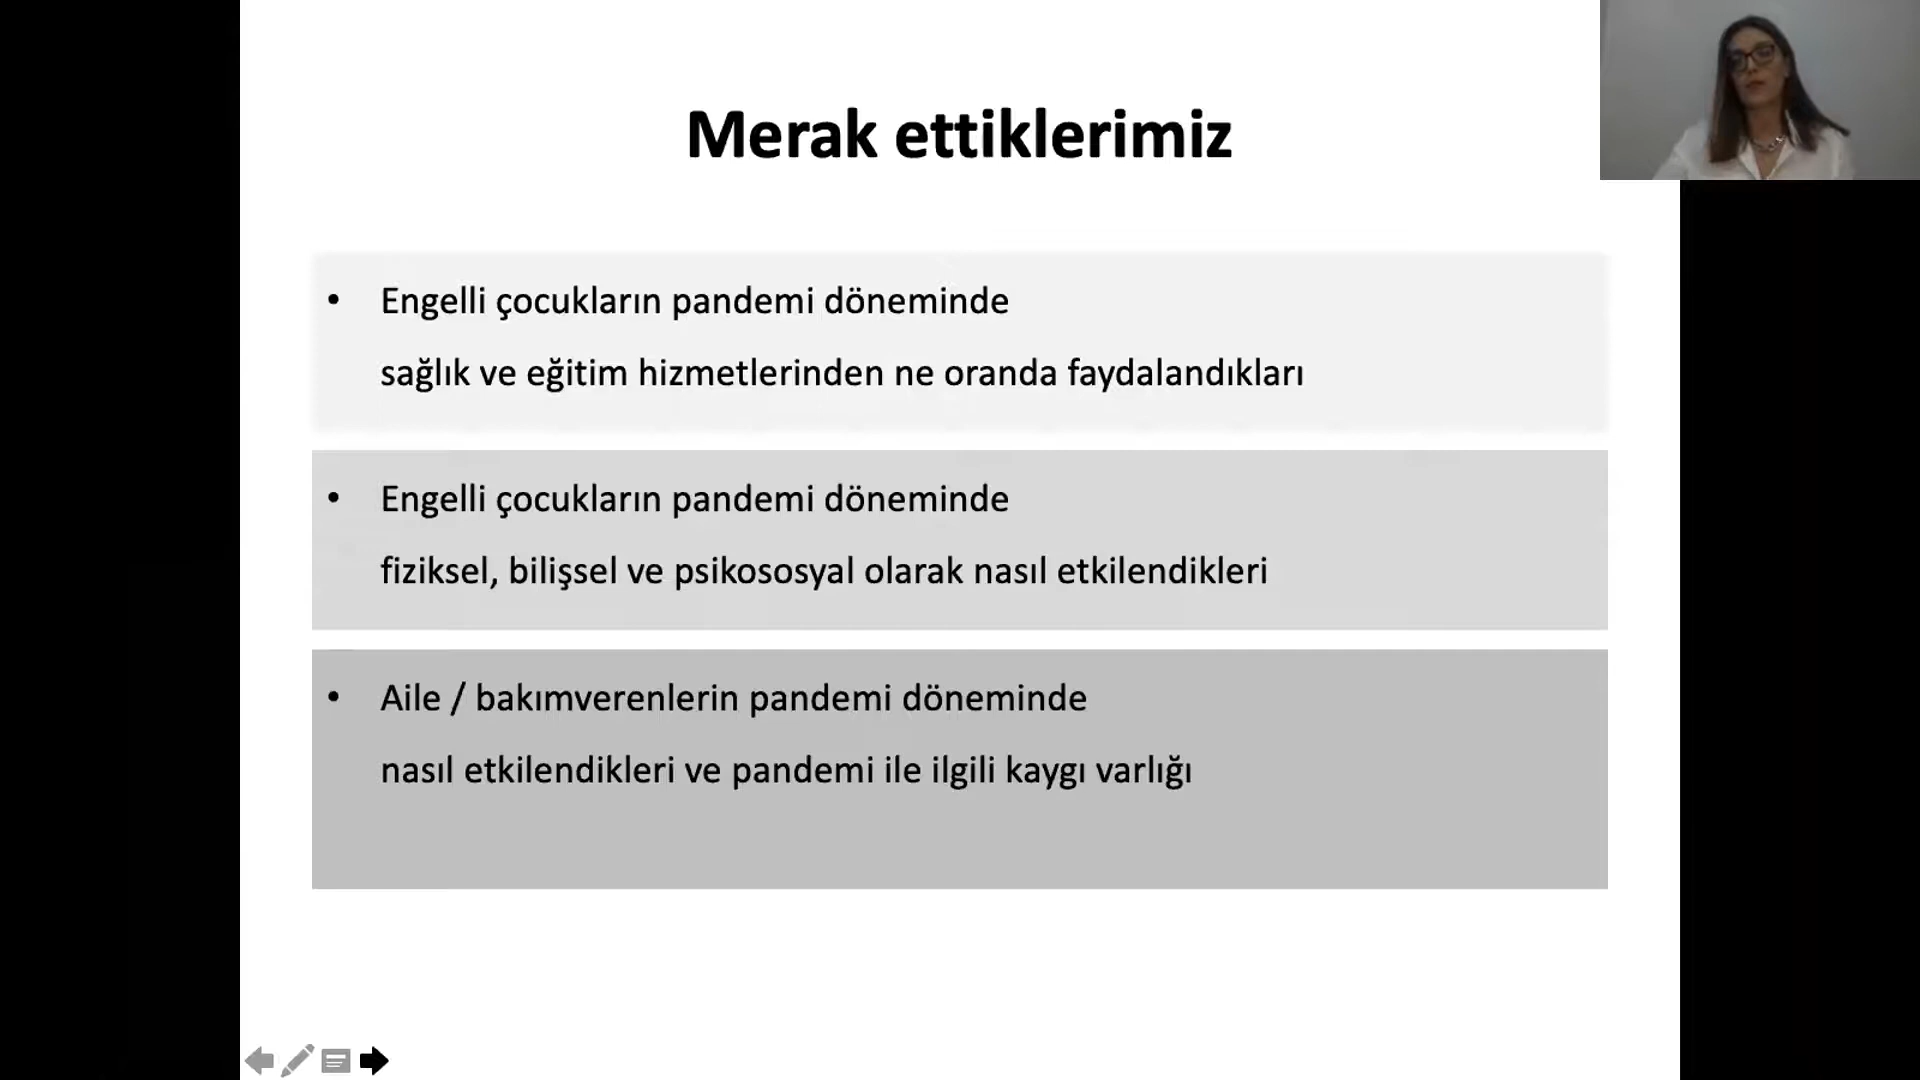 Merak ettiklerimiz
• Engelli çocukların pandemi döneminde
sağlık ve eğitim hizmetlerinden ne oranda faydalandıkları
• Engelli çocukların pandemi döneminde
fiziksel, bilişsel ve psikososyal olarak nasıl etkilendikleri
• Aile / bakımverenlerin pandemi döneminde
nasıl etkilendikleri ve pandemi ile ilgili kaygı varlığı